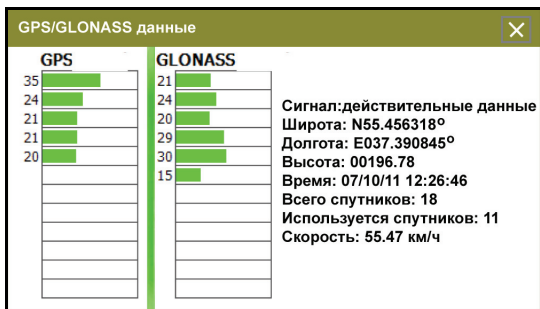 GPS/GLONASS данные
GPS
35
24
21
21
20
GLONASS
21
24
20
29
30
15
Сигнал:действительные данные
Широта: N55.456318°
Долгота: E037.390845°
Высота: 00196.78
Время: 07/10/11 12:26:46
Всего спутников: 18
Используется спутников: 11
Скорость: 55.47 км/ч